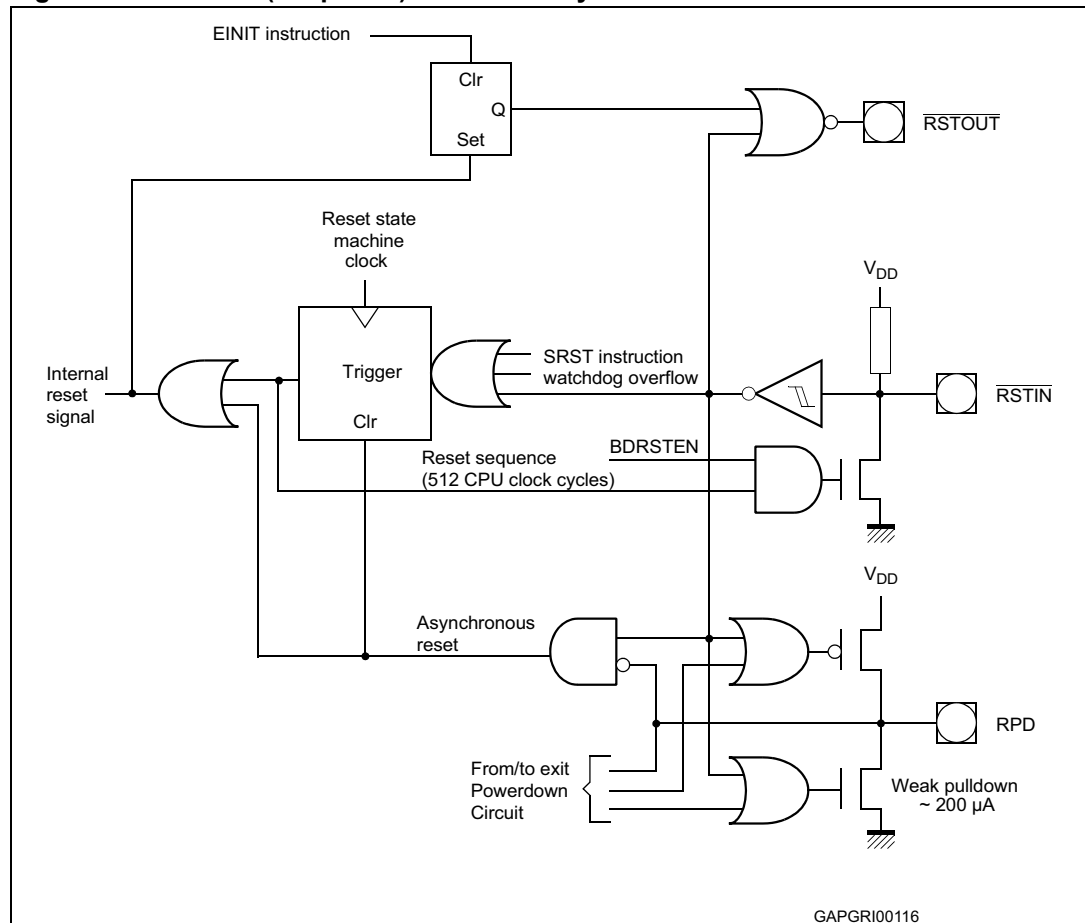 EINIT instruction
Clr
Q
Set
RSTOUT
Reset state
machine
clock
VDD
Internal
reset
signal
Trigger
Clr
SRST instruction
watchdog overflow
RSTIN
BDRSTEN
Reset sequence
(512 CPU clock cycles)
VDD
Asynchronous
reset
RPD
From/to exit
Powerdown
Circuit
Weak pulldown
~ 200 µA
GAPGRI00116